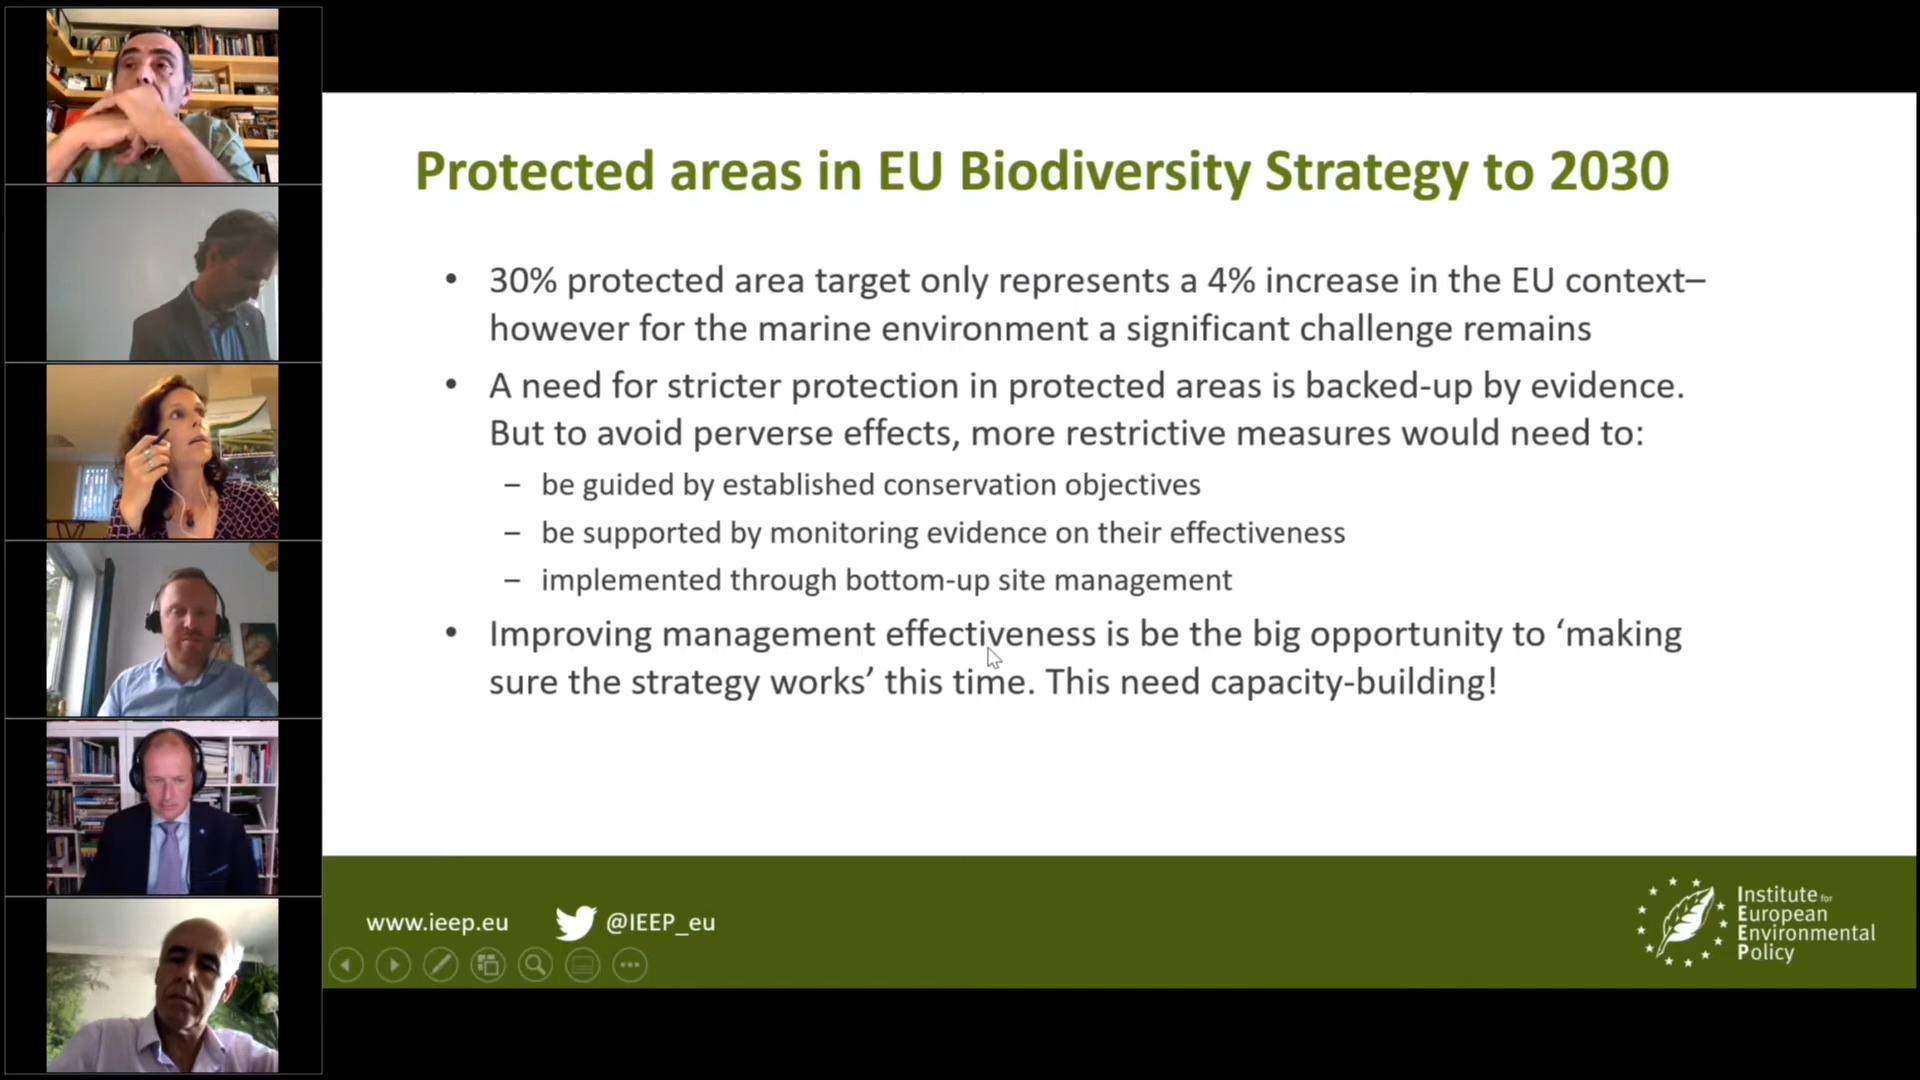 Protected areas in EU Biodiversity Strategy to 2030
• 30% protected area target only represents a 4% increase in the EU context–
however for the marine environment a significant challenge remains
• A need for stricter protection in protected areas is backed-up by evidence.
But to avoid perverse effects, more restrictive measures would need to:
– be guided by established conservation objectives
– be supported by monitoring evidence on their effectiveness
– implemented through bottom-up site management
• Improving management effectiveness is be the big opportunity to ‘making
sure the strategy works’ this time. This need capacity-building!
www.ieep.eu @IEEP_eu
Institute for
European
Environmental
Policy